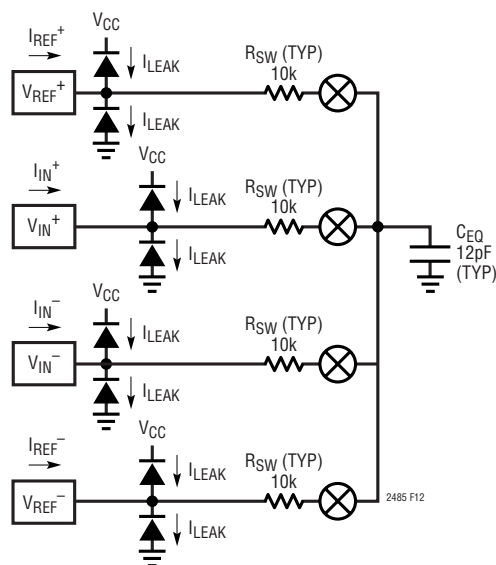 VCC
IREF+
ILEAK
RSW (TYP)
10k
VREF+
ILEAK
VCC
IIN+
ILEAK
RSW (TYP)
10k
VIN+
ILEAK
CEQ
12pF
(TYP)
VCC
IIN−
ILEAK
RSW (TYP)
10k
VIN−
ILEAK
VCC
IREF−
ILEAK
RSW (TYP)
10k
VREF−
2485 F12
ILEAK